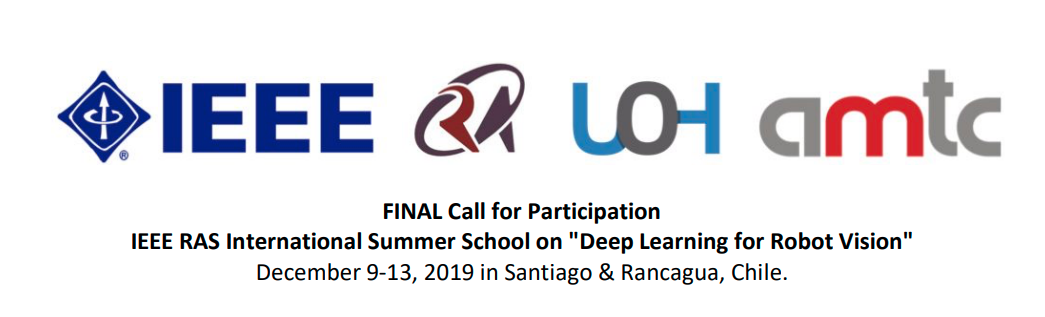 IEEE ® RA UOH amtc
FINAL Call for Participation
IEEE RAS International Summer School on "Deep Learning for Robot Vision"
December 9-13, 2019 in Santiago & Rancagua, Chile.